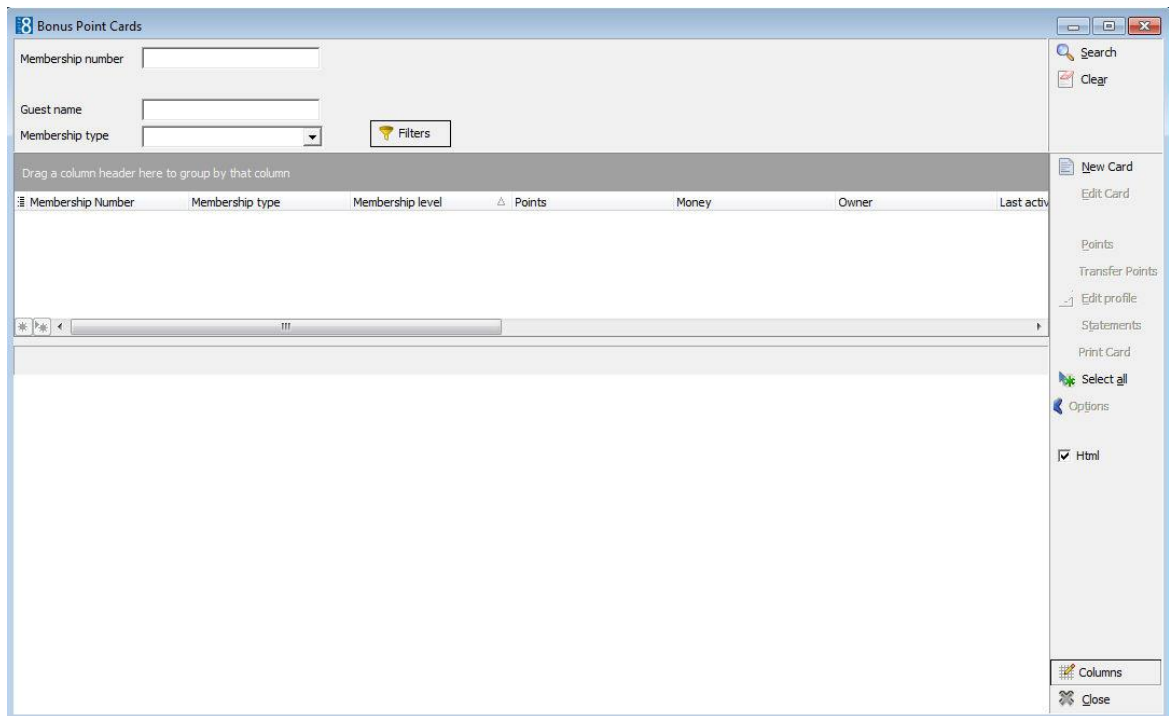 8 Bonus Point Cards
Membership number
Search
Clear
Guest name
Membership type
Filters
Drag a column header here to group by that column
Membership Number Membership type Membership level Points Money Owner Last activ
New Card
Edit Card
Points
Transfer Points
Edit profile
Statements
Print Card
Select all
Options
Html
Columns
Close